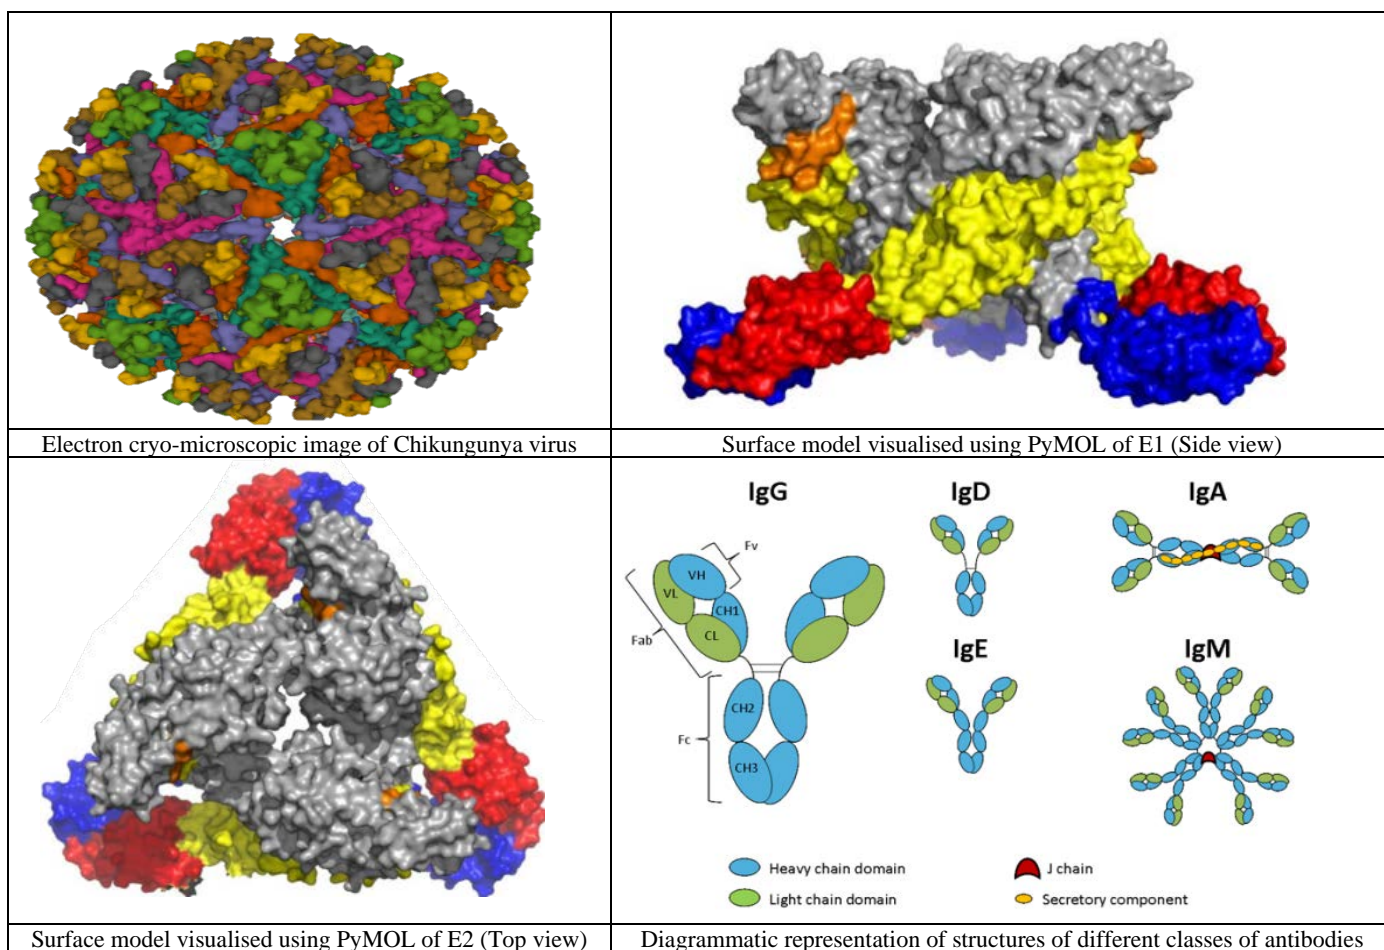 Electron cryo-microscopic image of Chikungunya virus
Surface model visualised using PyMOL of E1 (Side view)
IgG
IgD
IgA
Fv
VH
VL
CH1
CL
Fab
IgE
IgM
CH2
Fc
CH3
Heavy chain domain
J chain
Light chain domain
Secretory component
Surface model visualised using PyMOL of E2 (Top view)
Diagrammatic representation of structures of different classes of antibodies